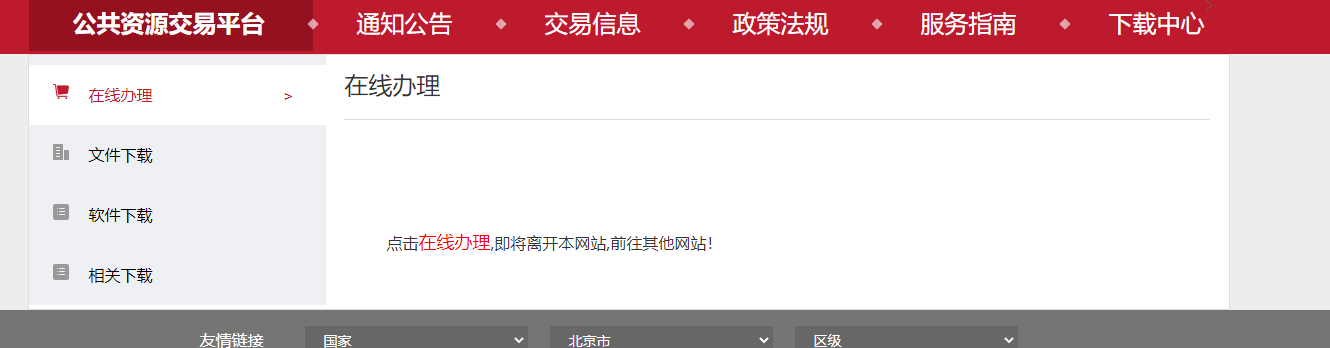 公共资源交易平台 通知公告 交易信息 政策法规 服务指南 下载中心
在线办理 >
文件下载
软件下载
相关下载
在线办理
点击在线办理,即将离开本网站,前往其他网站!
友情链接 国家 北京市 区级